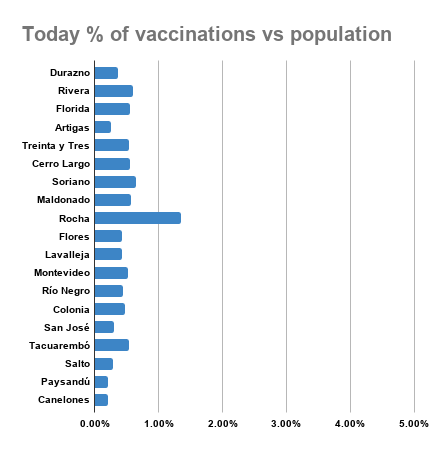 Today % of vaccinations vs population
Durazno
Rivera
Florida
Artigas
Treinta y Tres
Cerro Largo
Soriano
Maldonado
Rocha
Flores
Lavalleja
Montevideo
Río Negro
Colonia
San José
Tacuarembó
Salto
Paysandú
Canelones
0.00% 1.00% 2.00% 3.00% 4.00% 5.00%